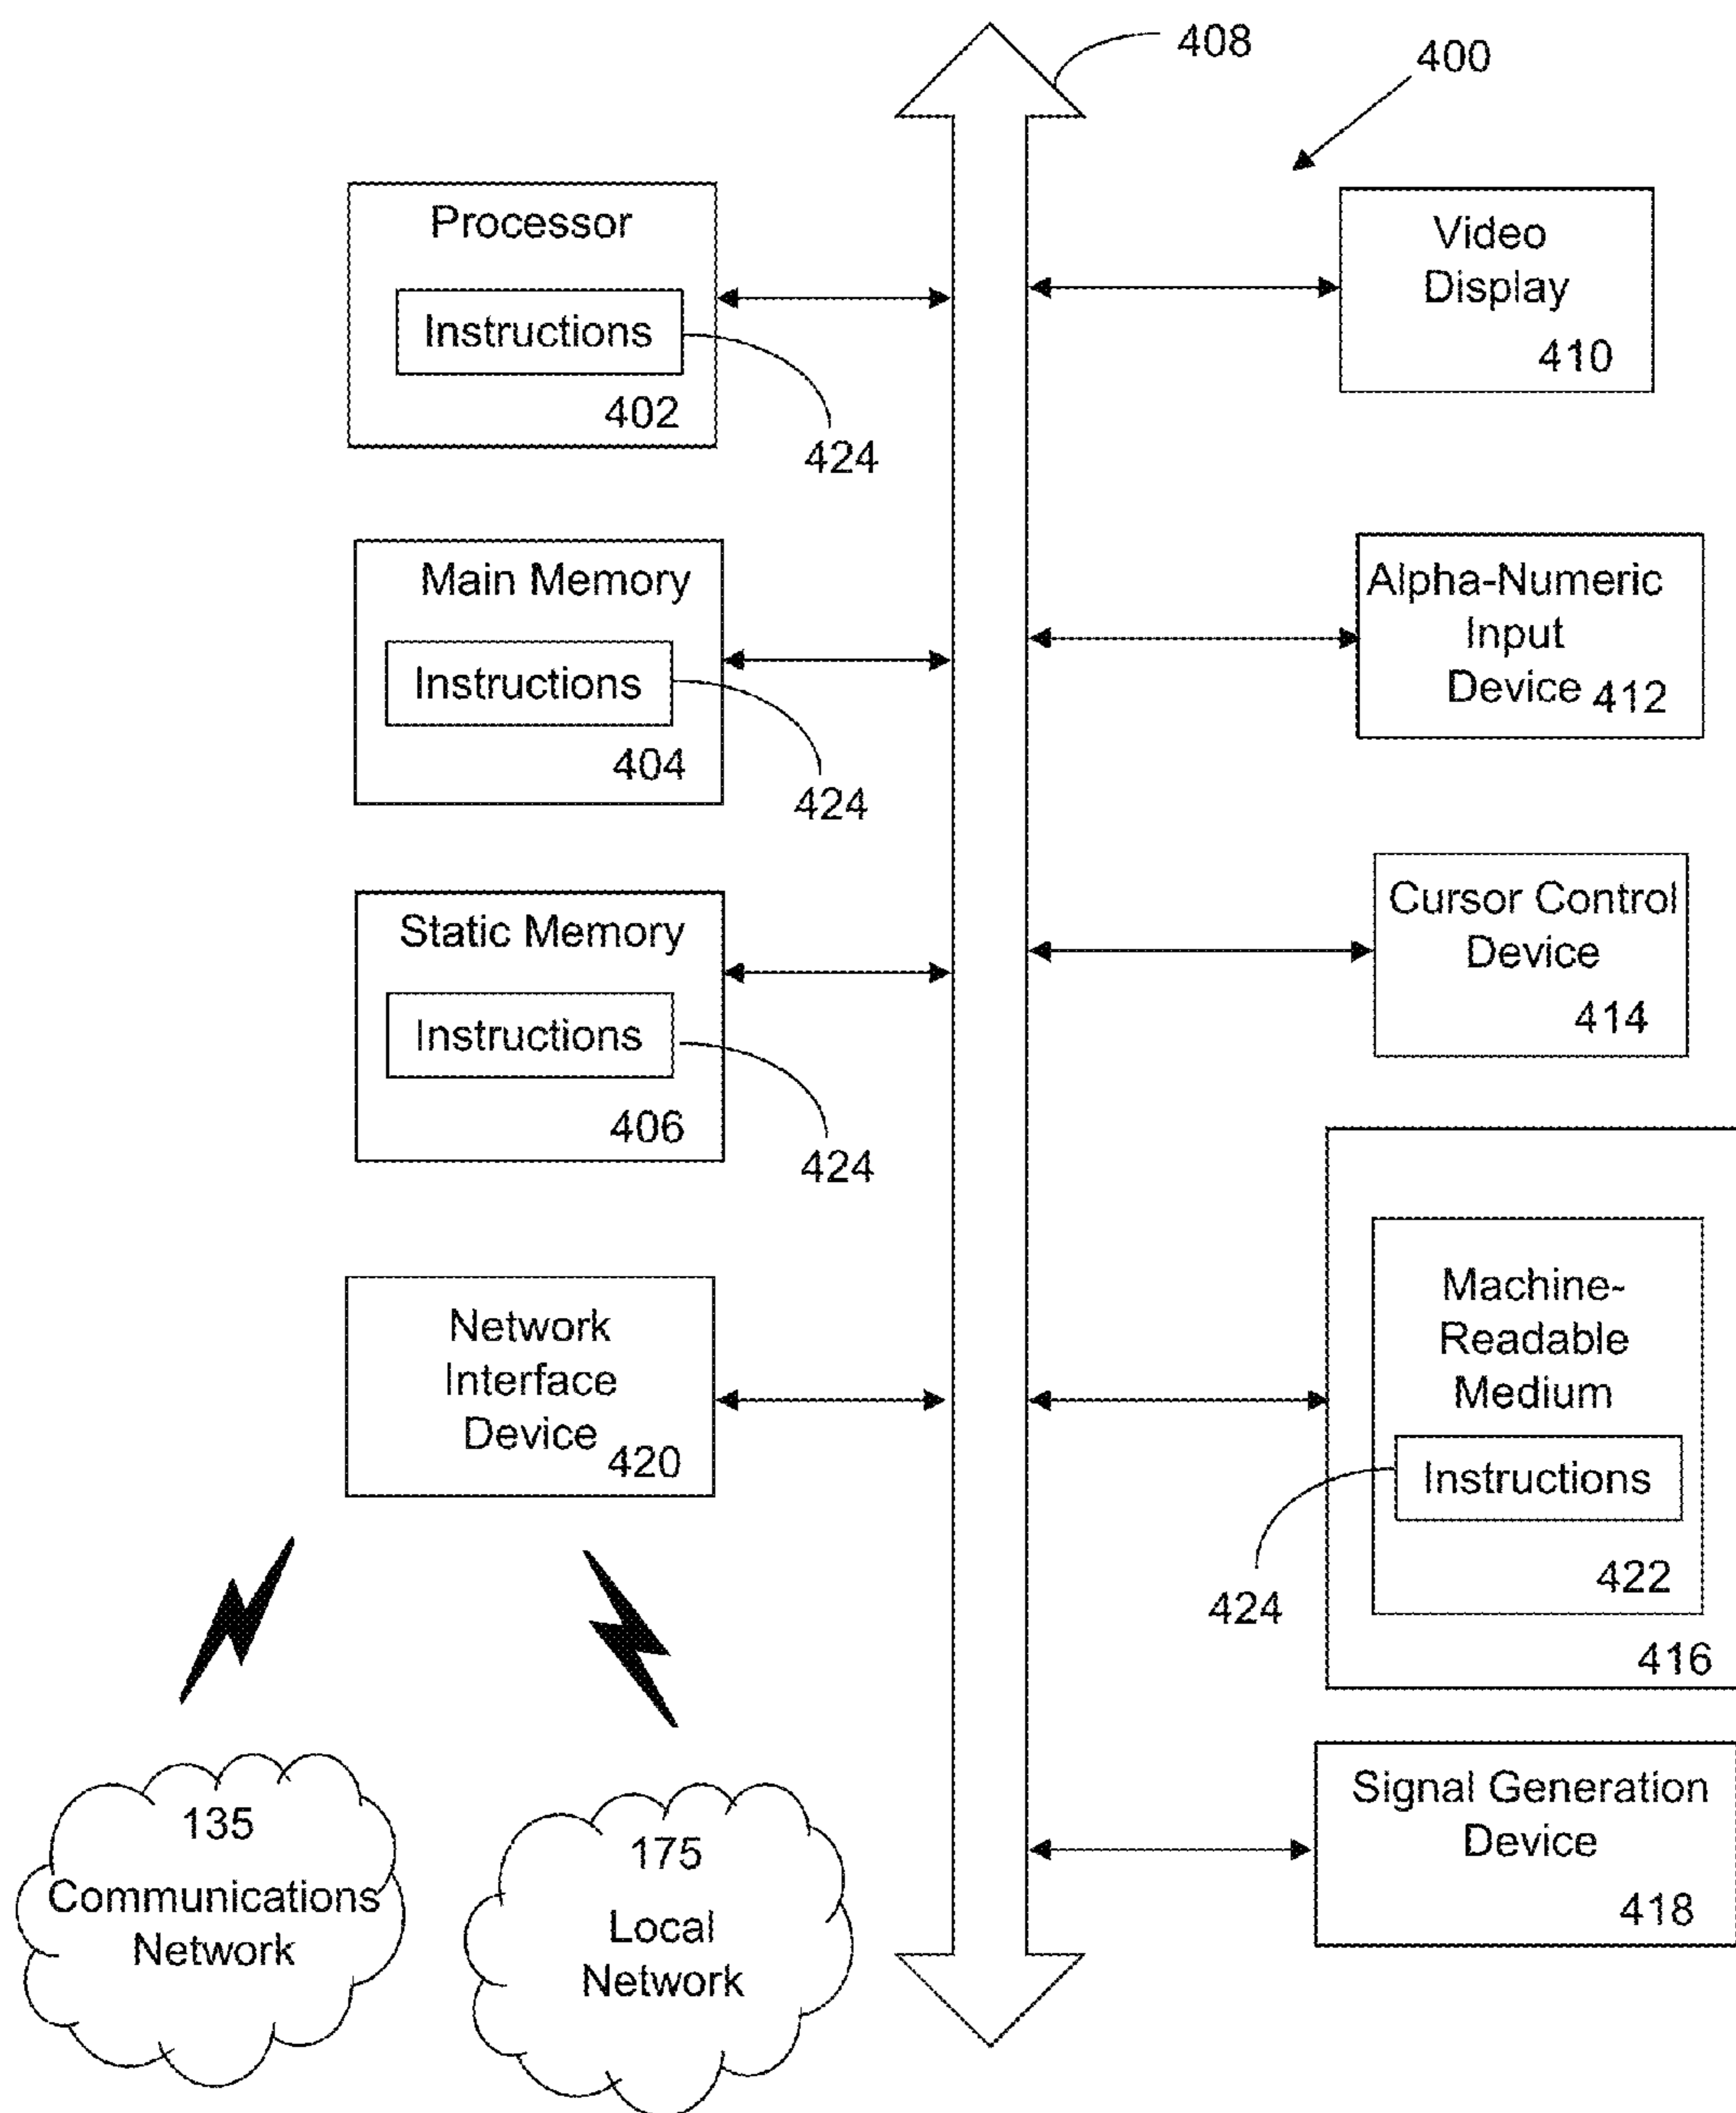 408
400
Processor
Instructions
402
424
Video
Display
410
Main Memory
Instructions
404
424
Alpha-Numeric
Input
Device 412
Static Memory
Instructions
406
424
Cursor Control
Device
414
Network
Interface
Device 420
Machine-
Readable
Medium
Instructions
422
424
416
135
Communications
Network
175
Local
Network
Signal Generation
Device
418